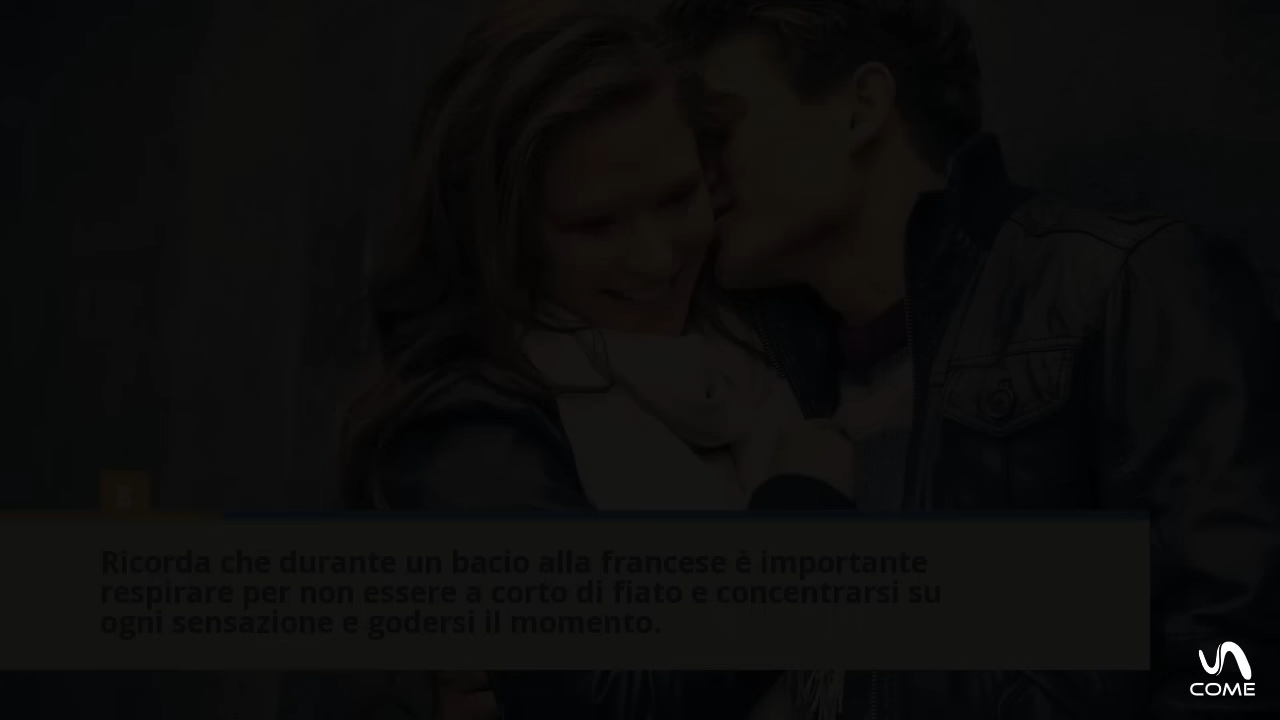 Ricorda che durante un bacio alla francese è importante
respirare per non essere a corto di fiato e concentrarsi su
ogni sensazione e godersi il momento.
COME